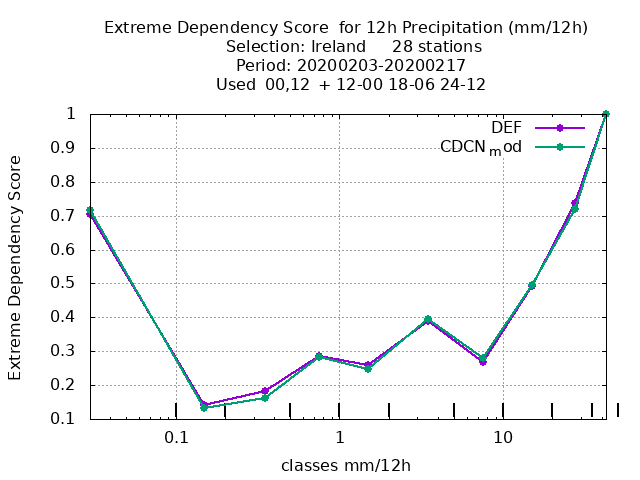 Extreme Dependency Score  for 12h Precipitation (mm/12h)
Selection: Ireland     28 stations
Period: 20200203-20200217
Used  00,12  + 12-00 18-06 24-12
DEF
CDCNmod
Extreme Dependency Score
1
0.9
0.8
0.7
0.6
0.5
0.4
0.3
0.2
0.1
0.1 1 10
classes mm/12h